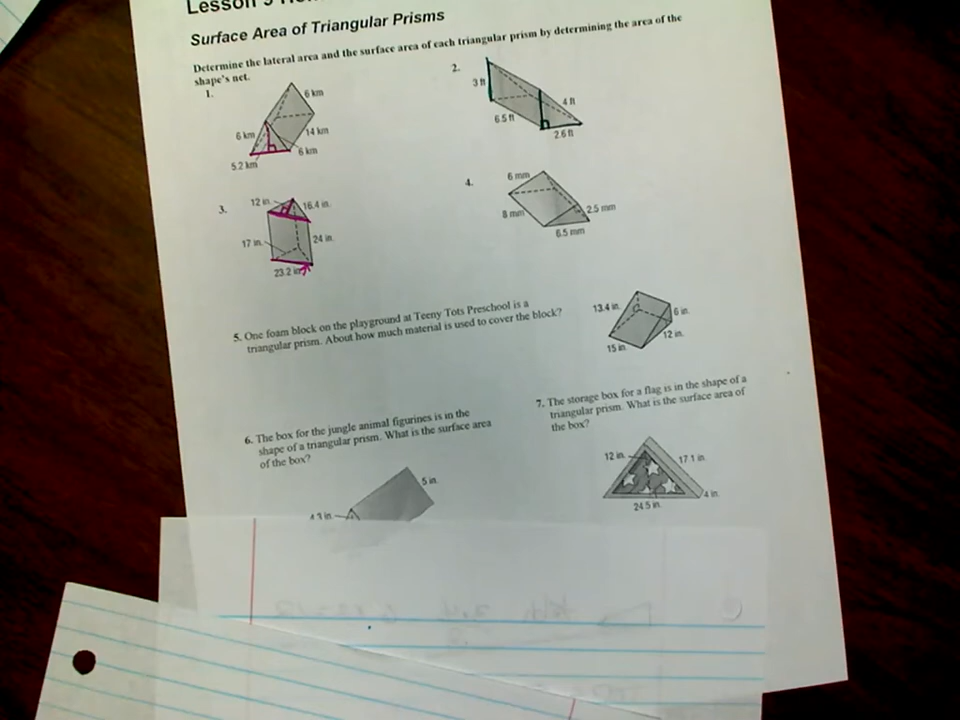 Lesson
Surface Area of Triangular Prisms
Determine the lateral area and the surface area of each triangular prism by determining the area of the
shape's net.
1.
6 km
6 km
14 km
6 km
5.2 km
2.
3 ft
4 ft
6.5 ft
2.6 ft
3.
12 in.
16.4 in.
17 in.
24 in.
23.2 in.
4.
6 mm
8 mm
2.5 mm
6.5 mm
5. One foam block on the playground at Teeny Tots Preschool is a
triangular prism. About how much material is used to cover the block?
13.4 in.
6 in.
12 in.
15 in.
6. The box for the jungle animal figurines is in the
shape of a triangular prism. What is the surface area
of the box?
5 in.
4.3 in.
7. The storage box for a flag is in the shape of a
triangular prism. What is the surface area of
the box?
12 in.
17.1 in.
4 in.
24.5 in.